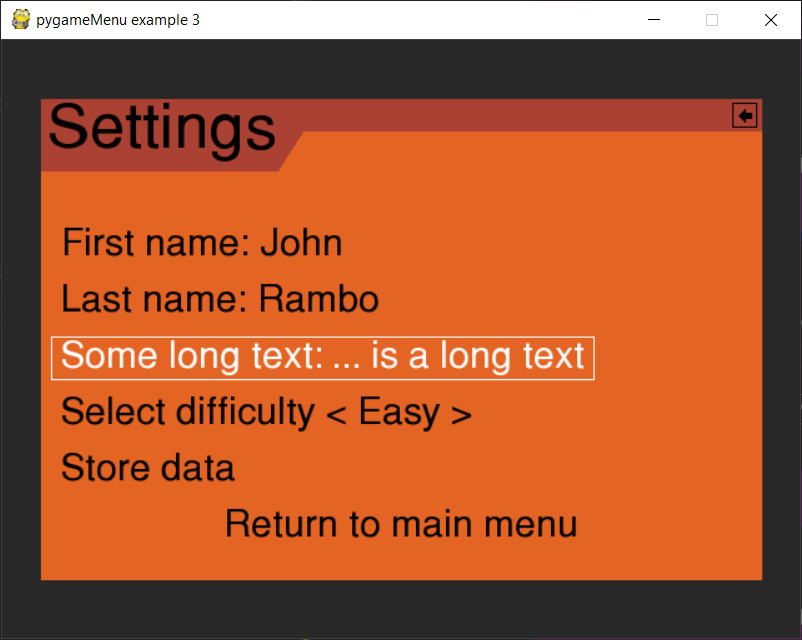 pygameMenu example 3
Settings
First name: John
Last name: Rambo
Some long text: ... is a long text
Select difficulty < Easy >
Store data
Return to main menu